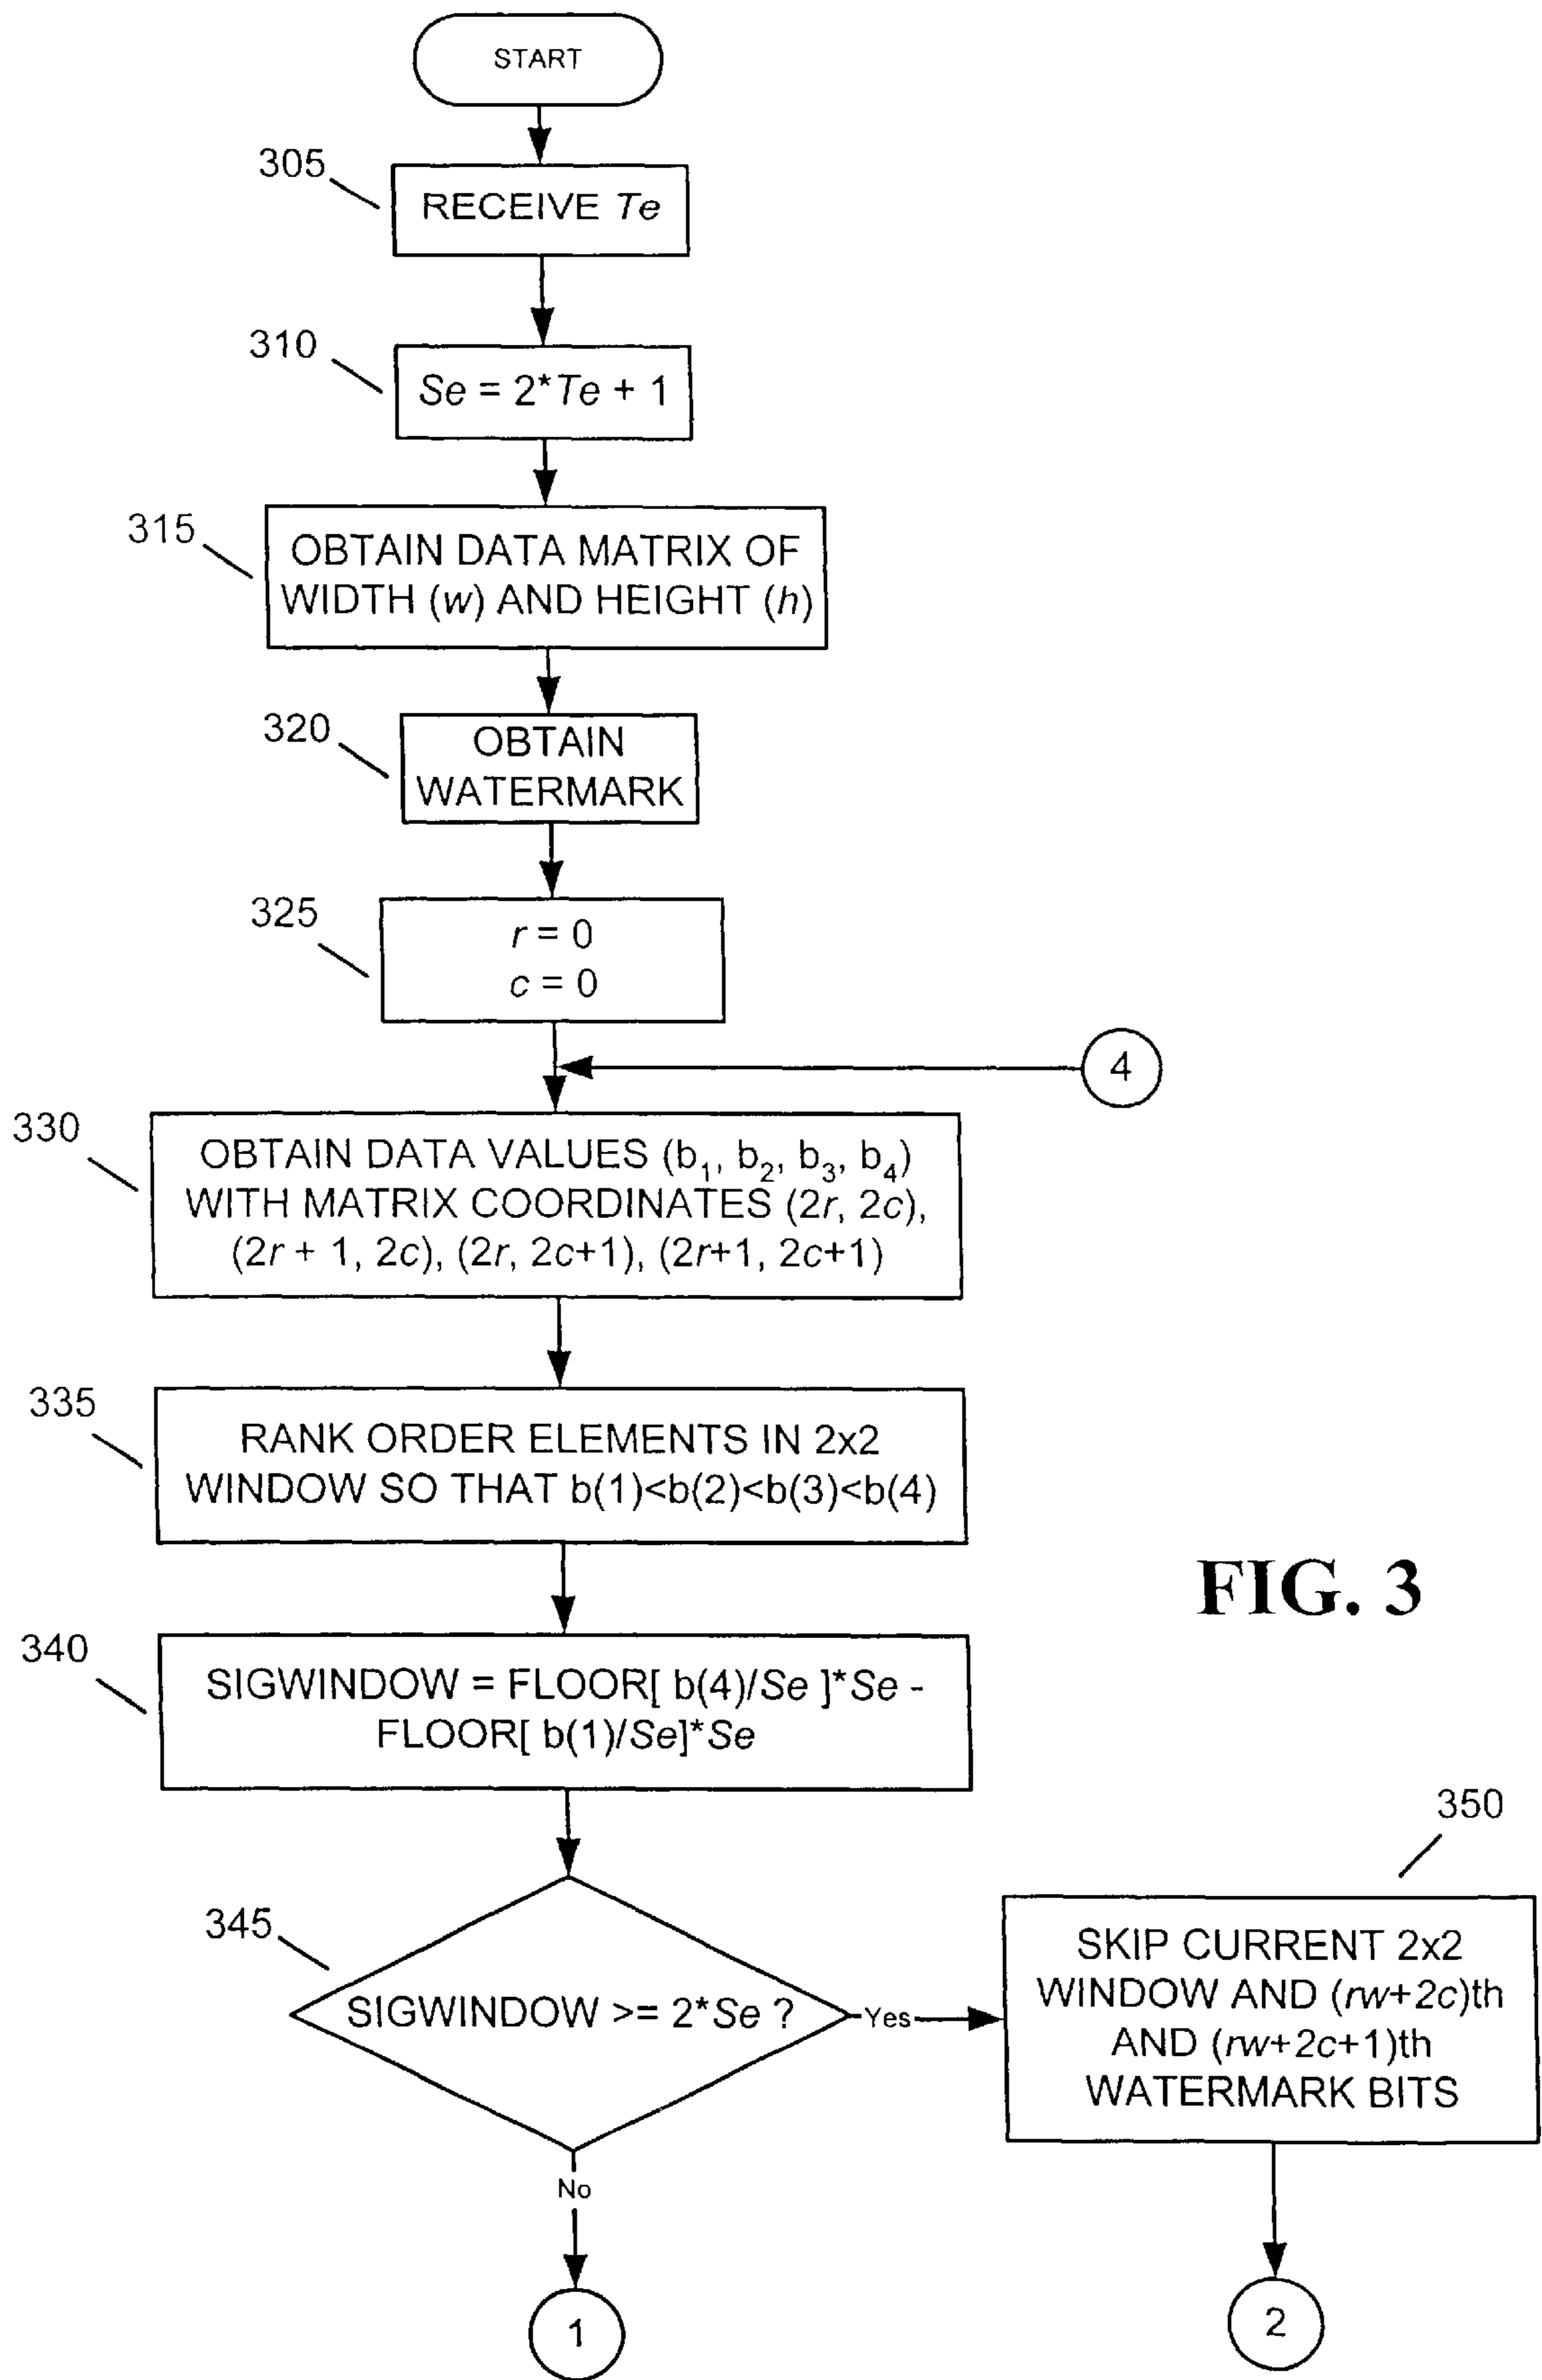 START
305
RECEIVE Te
310
Se = 2*Te + 1
315
OBTAIN DATA MATRIX OF
WIDTH (w) AND HEIGHT (h)
320
OBTAIN
WATERMARK
325
r = 0
c = 0
4
330
OBTAIN DATA VALUES (b₁, b₂, b₃, b₄)
WITH MATRIX COORDINATES (2r, 2c),
(2r + 1, 2c), (2r, 2c+1), (2r+1, 2c+1)
335
RANK ORDER ELEMENTS IN 2x2
WINDOW SO THAT b(1)<b(2)<b(3)<b(4)
FIG. 3
340
SIGWINDOW = FLOOR[ b(4)/Se ]*Se -
FLOOR[ b(1)/Se]*Se
345
SIGWINDOW >= 2*Se ?
Yes
350
SKIP CURRENT 2x2
WINDOW AND (rw+2c)th
AND (rw+2c+1)th
WATERMARK BITS
No
1
2